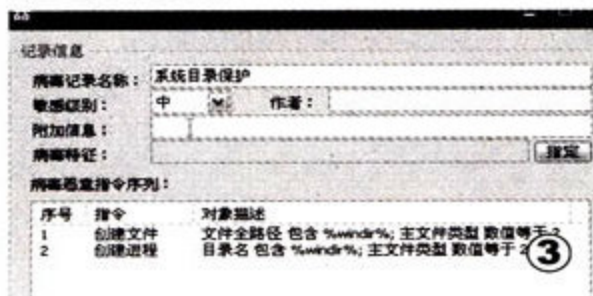 记录信息
病毒记录名称： 系统目录保护
敏感级别： 中 作者：
附加信息：
病毒特征： 指定
病毒恶意指令序列：
序号 指令 对象描述
1 创建文件 文件全路径 包含 %windir%; 主文件类型 数值等于 2
2 创建进程 目录名 包含 %windir%; 主文件类型 数值等于 2
③